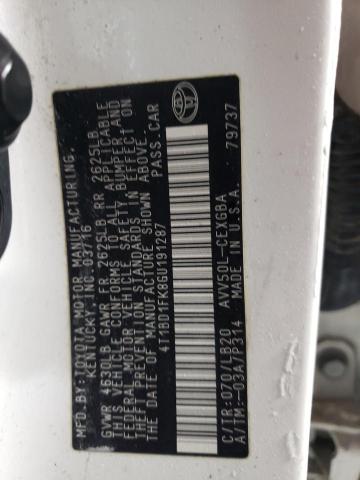 MFD.BY:TOYOTA MOTOR MANUFACTURING,
KENTUCKY, INC. 03/16
GVWR 4630LB GAWR FR 2625LB RR 2625LB
THIS VEHICLE CONFORMS TO ALL APPLICABLE
FEDERAL MOTOR VEHICLE SAFETY, BUMPER AND
THEFT PREVENTION STANDARDS IN EFFECT ON
THE DATE OF MANUFACTURE SHOWN ABOVE.
4T1BD1FK8GU191287 PASS.CAR
C/TR:070/LB20 AVV50L-CEXGBA
A/TM:-03A/P314 U.S.A. 79737